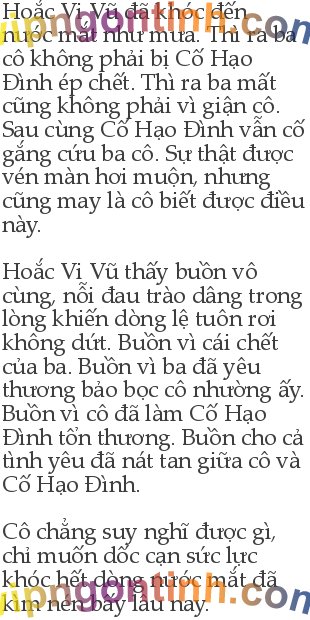 Hoắc Vi Vũ đã khóc đến
nước mắt như mưa. Thì ra ba
cô không phải bị Cố Hạo
Đình ép chết. Thì ra ba mất
cũng không phải vì giận cô.
Sau cùng Cố Hạo Đình vẫn cố
gắng cứu ba cô. Sự thật được
vén màn hơi muộn, nhưng
cũng may là cô biết được điều
này.
Hoắc Vi Vũ thấy buồn vô
cùng, nỗi đau trào dâng trong
lòng khiến dòng lệ tuôn rơi
không dứt. Buồn vì cái chết
của ba. Buồn vì ba đã yêu
thương bảo bọc cô nhường ấy.
Buồn vì cô đã làm Cố Hạo
Đình tổn thương. Buồn cho cả
tình yêu đã nát tan giữa cô và
Cố Hạo Đình.
Cô chẳng suy nghĩ được gì,
chỉ muốn dốc cạn sức lực
khóc hết dòng nước mắt đã
kìm nén bấy lâu nay.
vipngontinh.com
vipngontinh.com